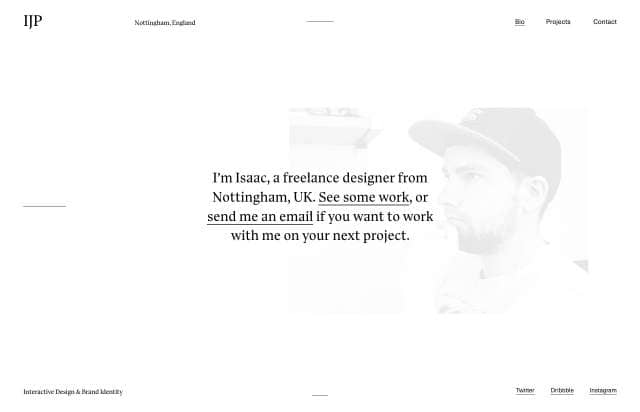 IJP
Nottingham, England
Bio
Projects
Contact
I'm Isaac, a freelance designer from
Nottingham, UK. See some work, or
send me an email if you want to work
with me on your next project.
Interactive Design & Brand Identity
Twitter
Dribbble
Instagram